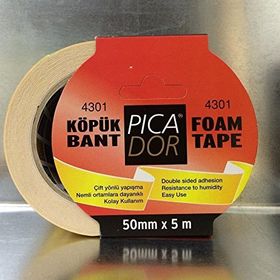 4301
KÖPÜK
BANT
PICA®
DOR
4301
FOAM
TAPE
Çift yönlü yapışma
Nemli ortamlara dayanıklı
Kolay Kullanım
Double sided adhesion
Resistance to humidity
Easy Use
50mm x 5 m